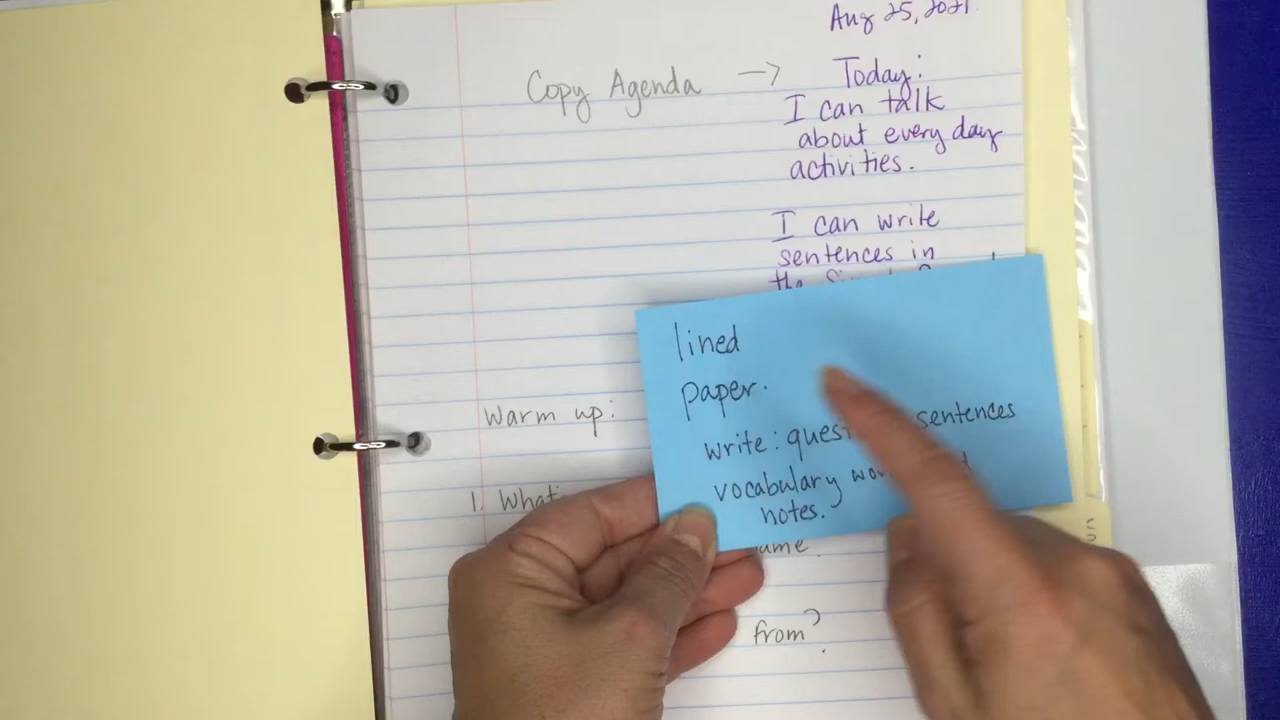 Aug 25, 2021.
Copy Agenda → Today:
I can talk
about every day
activities.
I can write
sentences in
the
lined
paper.
write: sentences
vocabulary
notes.
Warm up:
1. What
from?